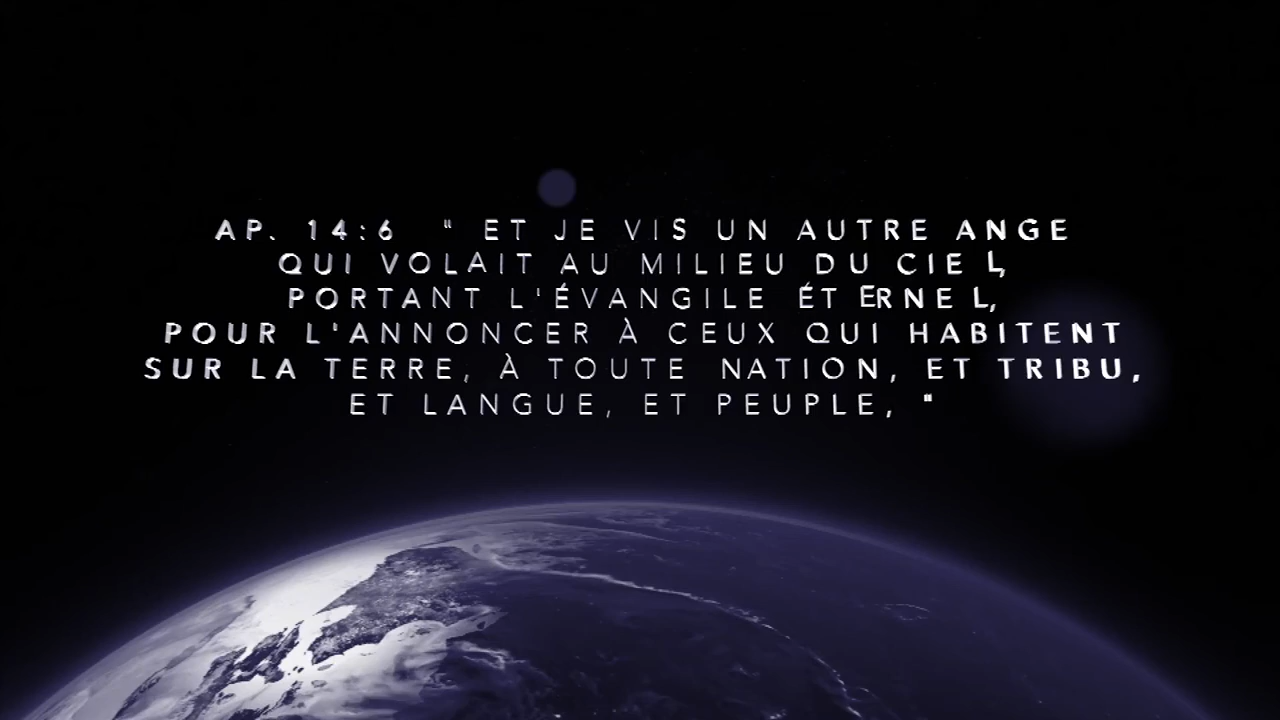 AP. 14:6 " ET JE VIS UN AUTRE ANGE
QUI VOLAIT AU MILIEU DU CIEL,
PORTANT L'ÉVANGILE ÉTERNEL,
POUR L'ANNONCER À CEUX QUI HABITENT
SUR LA TERRE, À TOUTE NATION, ET TRIBU,
ET LANGUE, ET PEUPLE, "